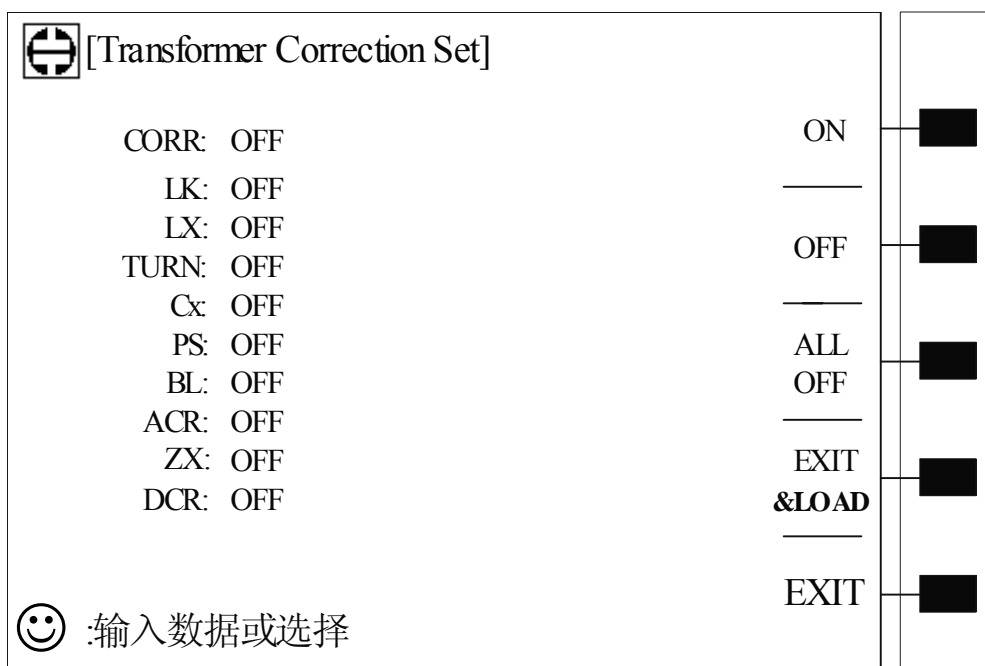 [Transformer Correction Set]
CORR: OFF
LK: OFF
LX: OFF
TURN: OFF
Cx: OFF
PS: OFF
BL: OFF
ACR: OFF
ZX: OFF
DCR: OFF
ON
OFF
ALL
OFF
EXIT
&LOAD
EXIT
:输入数据或选择